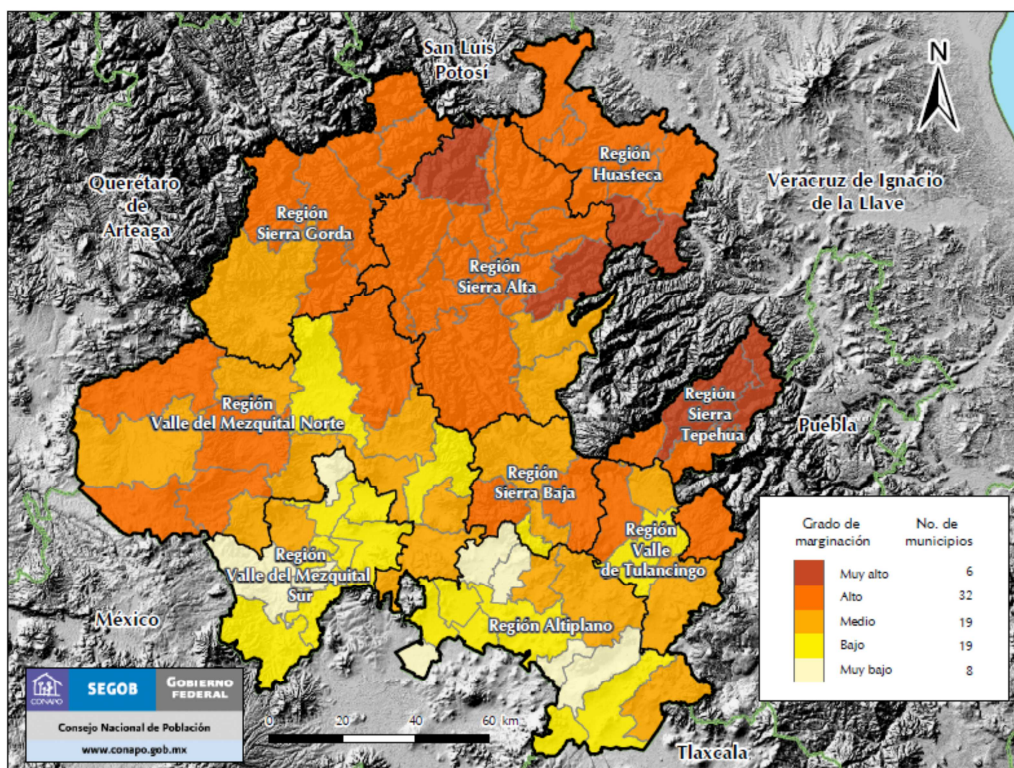 San Luis
Potosí
N
Región
Huasteca
Querétaro
de
Arteaga
Veracruz de Ignacio
de la Llave
Región
Sierra Gorda
Región
Sierra Alta
Región
Valle del Mezquital Norte
Región
Sierra
Tepehua
Puebla
Región
Sierra Baja
Región
Valle
de Tulancingo
Región
Valle del Mezquital
Sur
México
Región Altiplano
Tlaxcala
Grado de No. de
marginación municipios
Muy alto 6
Alto 32
Medio 19
Bajo 19
Muy bajo 8
CONAPO SEGOB GOBIERNO
FEDERAL
Consejo Nacional de Población
www.conapo.gob.mx
0 20 40 60 km